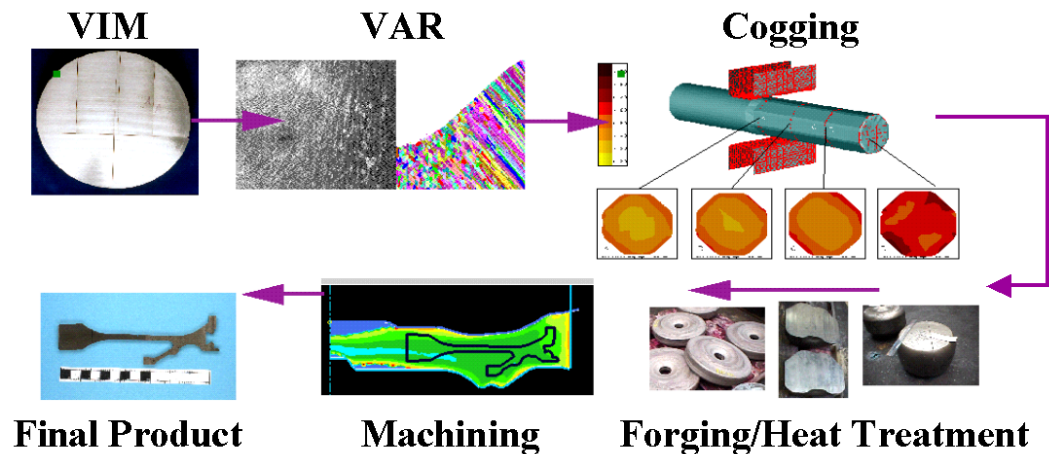 VIM
VAR
Cogging
Final Product
Machining
Forging/Heat Treatment